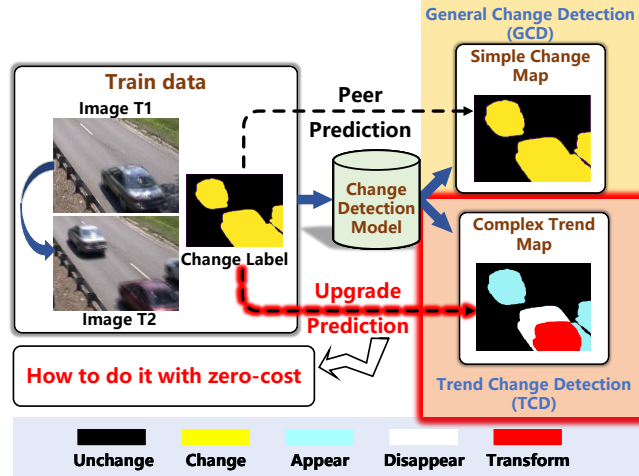 General Change Detection
(GCD)
Train data
Image T1
Change Label
Image T2
Peer
Prediction
Change
Detection
Model
Simple Change
Map
Complex Trend
Map
Upgrade
Prediction
How to do it with zero-cost
Trend Change Detection
(TCD)
Unchange
Change
Appear
Disappear
Transform